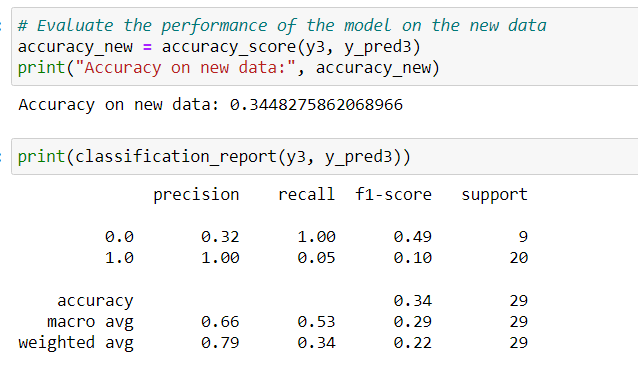 # Evaluate the performance of the model on the new data
accuracy_new = accuracy_score(y3, y_pred3)
print("Accuracy on new data:", accuracy_new)
Accuracy on new data: 0.3448275862068966
print(classification_report(y3, y_pred3))
precision recall f1-score support
0.0 0.32 1.00 0.49 9
1.0 1.00 0.05 0.10 20
accuracy 0.34 29
macro avg 0.66 0.53 0.29 29
weighted avg 0.79 0.34 0.22 29